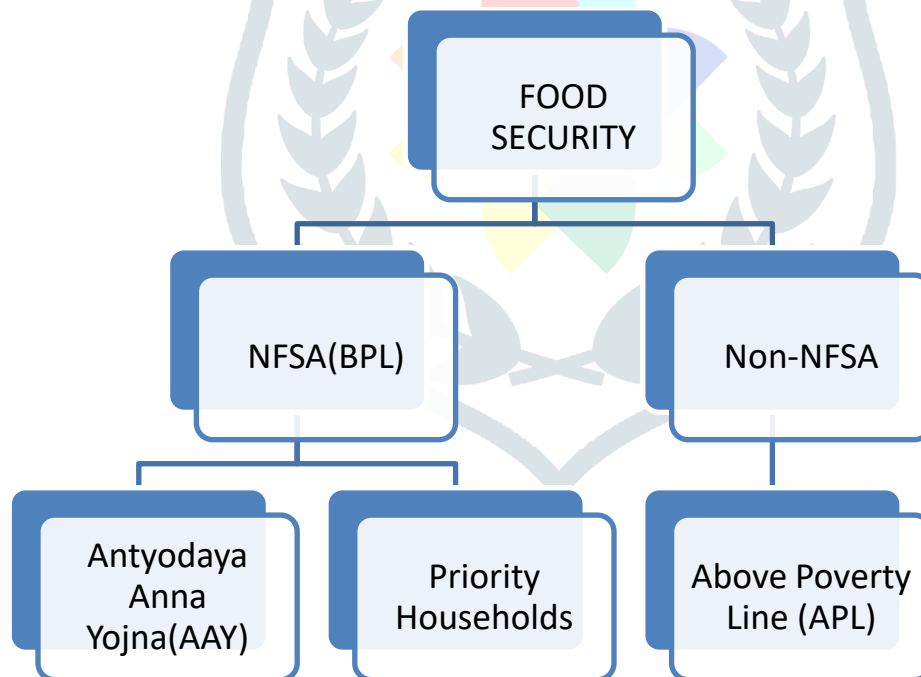 FOOD
SECURITY
NFSA(BPL)
Non-NFSA
Antyodaya
Anna
Yojna(AAY)
Priority
Households
Above Poverty
Line (APL)